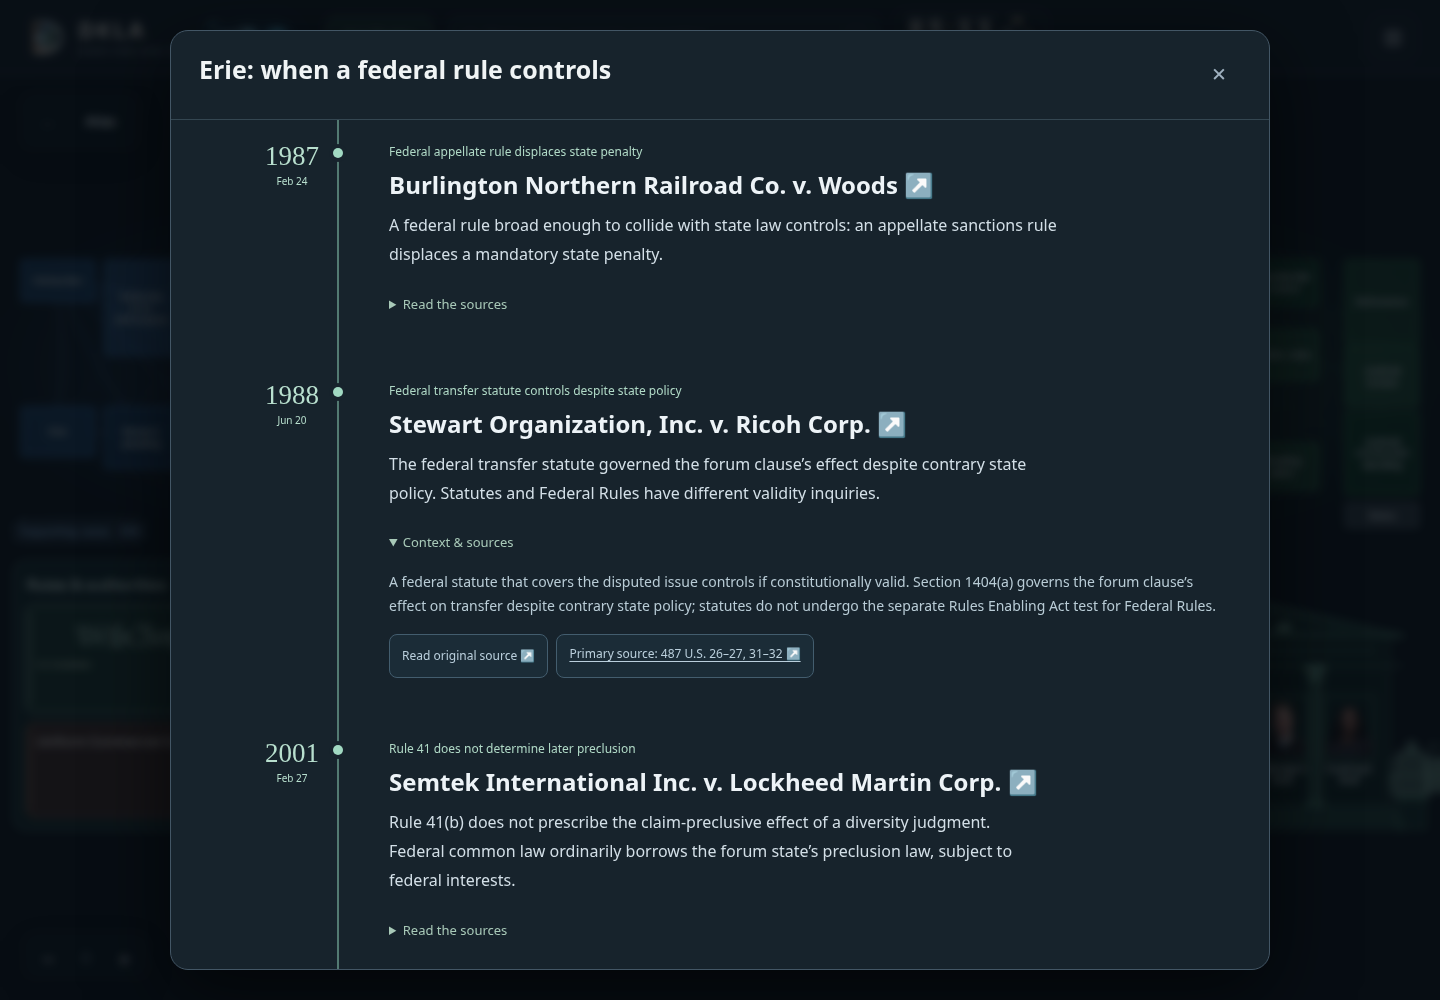 Erie: when a federal rule controls
×
1987
Feb 24
Federal appellate rule displaces state penalty
Burlington Northern Railroad Co. v. Woods ↗
A federal rule broad enough to collide with state law controls: an appellate sanctions rule
displaces a mandatory state penalty.
▶ Read the sources
1988
Jun 20
Federal transfer statute controls despite state policy
Stewart Organization, Inc. v. Ricoh Corp. ↗
The federal transfer statute governed the forum clause’s effect despite contrary state
policy. Statutes and Federal Rules have different validity inquiries.
▼ Context & sources
A federal statute that covers the disputed issue controls if constitutionally valid. Section 1404(a) governs the forum clause’s
effect on transfer despite contrary state policy; statutes do not undergo the separate Rules Enabling Act test for Federal Rules.
Read original source ↗
Primary source: 487 U.S. 26–27, 31–32 ↗
2001
Feb 27
Rule 41 does not determine later preclusion
Semtek International Inc. v. Lockheed Martin Corp. ↗
Rule 41(b) does not prescribe the claim-preclusive effect of a diversity judgment.
Federal common law ordinarily borrows the forum state’s preclusion law, subject to
federal interests.
▶ Read the sources